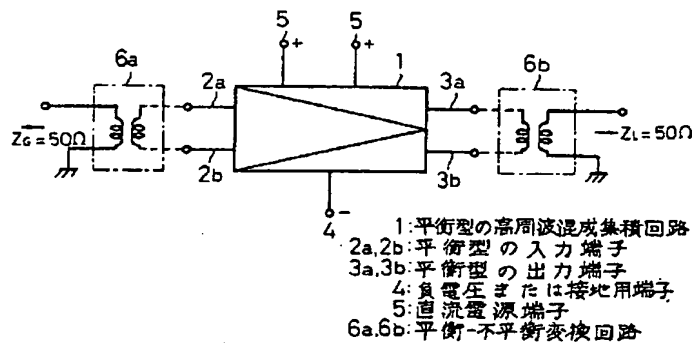 5 5
6a + + 1 6b
2a 3a
ZG=50Ω ZL=50Ω
2b 3b
4 −
1:平衡型の高周波混成集積回路
2a,2b:平衡型の入力端子
3a,3b:平衡型の出力端子
4:負電圧または接地用端子
5:直流電源端子
6a,6b:平衡-不平衡変換回路